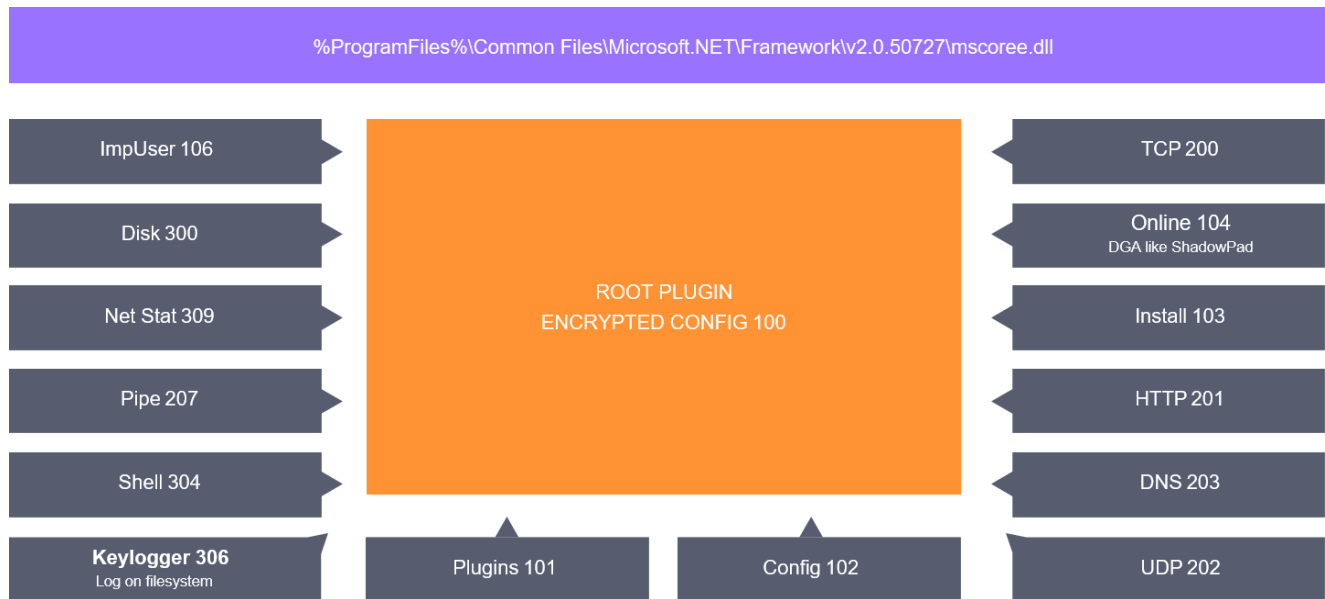 %ProgramFiles%\Common Files\Microsoft.NET\Framework\v2.0.50727\mscoree.dll
ImpUser 106
TCP 200
Disk 300
Online 104
DGA like ShadowPad
ROOT PLUGIN
ENCRYPTED CONFIG 100
Net Stat 309
Install 103
Pipe 207
HTTP 201
Shell 304
DNS 203
Keylogger 306
Log on filesystem
Plugins 101
Config 102
UDP 202